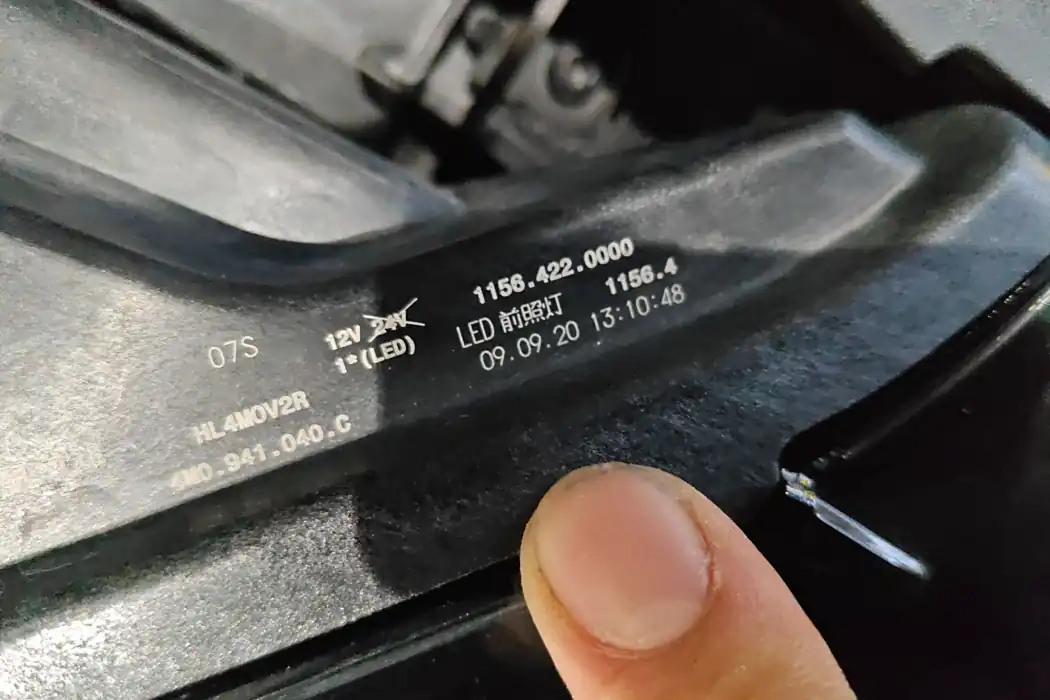 1156.422.0000
LED 前照灯 1156.4
09.09.20 13:10:48
12V 24V
1*(LED)
07S
HL4M0V2R
4M0.941.040.C